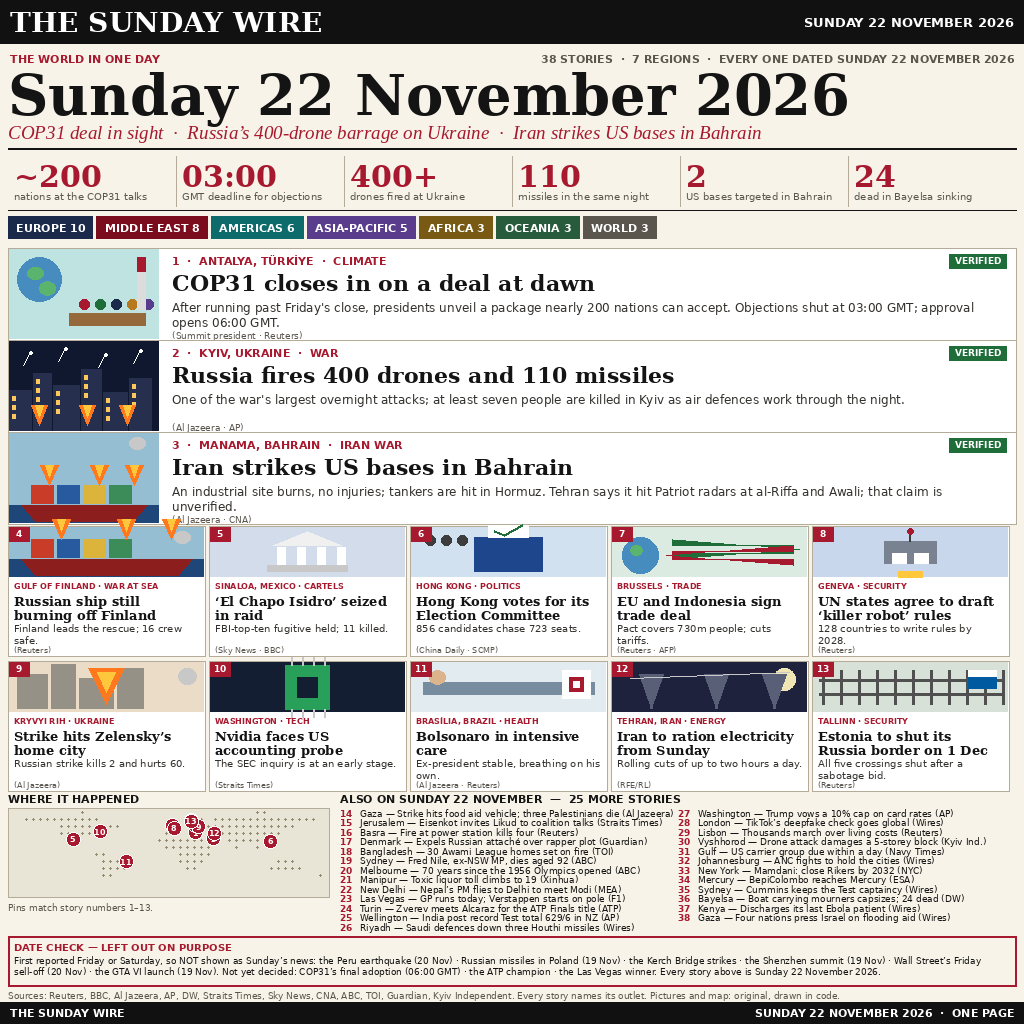 THE SUNDAY WIRE
SUNDAY 22 NOVEMBER 2026
THE WORLD IN ONE DAY
38 STORIES · 7 REGIONS · EVERY ONE DATED SUNDAY 22 NOVEMBER 2026
Sunday 22 November 2026
COP31 deal in sight · Russia’s 400-drone barrage on Ukraine · Iran strikes US bases in Bahrain
~200
nations at the COP31 talks
03:00
GMT deadline for objections
400+
drones fired at Ukraine
110
missiles in the same night
2
US bases targeted in Bahrain
24
dead in Bayelsa sinking
EUROPE 10
MIDDLE EAST 8
AMERICAS 6
ASIA-PACIFIC 5
AFRICA 3
OCEANIA 3
WORLD 3
1 · ANTALYA, TÜRKİYE · CLIMATE
VERIFIED
COP31 closes in on a deal at dawn
After running past Friday's close, presidents unveil a package nearly 200 nations can accept. Objections shut at 03:00 GMT; approval
opens 06:00 GMT.
(Summit president · Reuters)
2 · KYIV, UKRAINE · WAR
VERIFIED
Russia fires 400 drones and 110 missiles
One of the war's largest overnight attacks; at least seven people are killed in Kyiv as air defences work through the night.
(Al Jazeera · AP)
3 · MANAMA, BAHRAIN · IRAN WAR
VERIFIED
Iran strikes US bases in Bahrain
An industrial site burns, no injuries; tankers are hit in Hormuz. Tehran says it hit Patriot radars at al-Riffa and Awali; that claim is
unverified.
(Al Jazeera · CNA)
4
GULF OF FINLAND · WAR AT SEA
Russian ship still
burning off Finland
Finland leads the rescue; 16 crew
safe.
(Reuters)
5
SINALOA, MEXICO · CARTELS
‘El Chapo Isidro’ seized
in raid
FBI-top-ten fugitive held; 11 killed.
(Sky News · BBC)
6
HONG KONG · POLITICS
Hong Kong votes for its
Election Committee
856 candidates chase 723 seats.
(China Daily · SCMP)
7
BRUSSELS · TRADE
EU and Indonesia sign
trade deal
Pact covers 730m people; cuts
tariffs.
(Reuters · AFP)
8
GENEVA · SECURITY
UN states agree to draft
‘killer robot’ rules
128 countries to write rules by
2028.
(Reuters)
9
KRYVYI RIH · UKRAINE
Strike hits Zelensky’s
home city
Russian strike kills 2 and hurts 60.
(Al Jazeera)
10
WASHINGTON · TECH
Nvidia faces US
accounting probe
The SEC inquiry is at an early stage.
(Straits Times)
11
BRASÍLIA, BRAZIL · HEALTH
Bolsonaro in intensive
care
Ex-president stable, breathing on his
own.
(Al Jazeera · Reuters)
12
TEHRAN, IRAN · ENERGY
Iran to ration electricity
from Sunday
Rolling cuts of up to two hours a day.
(RFE/RL)
13
TALLINN · SECURITY
Estonia to shut its
Russia border on 1 Dec
All five crossings shut after a
sabotage bid.
(Reuters)
WHERE IT HAPPENED
5
10
11
8
13
9
12
6
Pins match story numbers 1–13.
ALSO ON SUNDAY 22 NOVEMBER — 25 MORE STORIES
14 Gaza — Strike hits food aid vehicle; three Palestinians die (Al Jazeera)
15 Jerusalem — Eisenkot invites Likud to coalition (Straits Times)
16 Basra — Fire at power station kills four (Reuters)
17 Denmark — Expels Russian attaché over rapper plot (Guardian)
18 Bangladesh — 30 Awami League homes set on fire (TOI)
19 Sydney — Fred Nile, ex-NSW MP, dies aged 92 (ABC)
20 Melbourne — 70 years since the 1956 Olympics opened (ABC)
21 Manipur — Toxic liquor toll climbs to 19 (Xinhua)
22 New Delhi — Nepal’s PM flies to Delhi to meet Modi (MEA)
23 Las Vegas — GP runs today; Verstappen starts on pole (F1)
24 Turin — Zverev meets Alcaraz for the ATP Finals title (ATP)
25 Wellington — India post record Test total 629/6 in NZ (AP)
26 Riyadh — Saudi defences down three Houthi missiles (Wires)
27 Washington — Trump vows a 10% cap on card rates (AP)
28 London — TikTok’s deepfake check goes global (Wires)
29 Lisbon — Thousands march over living costs (Reuters)
30 Vyshhorod — Drone attack damages a 5-storey block (Kyiv Ind.)
31 Gulf — US carrier group due within a day (Navy Times)
32 Johannesburg — ANC fights to hold the cities (Wires)
33 New York — Mamdani: close Rikers by 2032 (NYC)
34 Mercury — BepiColombo reaches Mercury (ESA)
35 Sydney — Cummins keeps the Test captaincy (Wires)
36 Bayelsa — Boat carrying mourners capsizes; 24 dead (DW)
37 Kenya — Discharges its last Ebola patient (Wires)
38 Gaza — Four nations press Israel on flooding aid (Wires)
DATE CHECK — LEFT OUT ON PURPOSE
First reported Friday or Saturday, so NOT shown as Sunday’s news: the Peru earthquake (20 Nov) · Russian missiles in Poland (19 Nov) · the Kerch Bridge strikes · the Shenzhen summit (19 Nov) · Wall Street’s Friday
sell-off (20 Nov) · the GTA VI launch (19 Nov). Not yet decided: COP31’s final adoption (06:00 GMT) · the ATP champion · the Las Vegas winner. Every story above is Sunday 22 November 2026.
Sources: Reuters, BBC, Al Jazeera, AP, DW, Straits Times, Sky News, CNA, ABC, TOI, Guardian, Kyiv Independent. Every story names its outlet. Pictures and map: original, drawn in code.
THE SUNDAY WIRE
SUNDAY 22 NOVEMBER 2026 · ONE PAGE